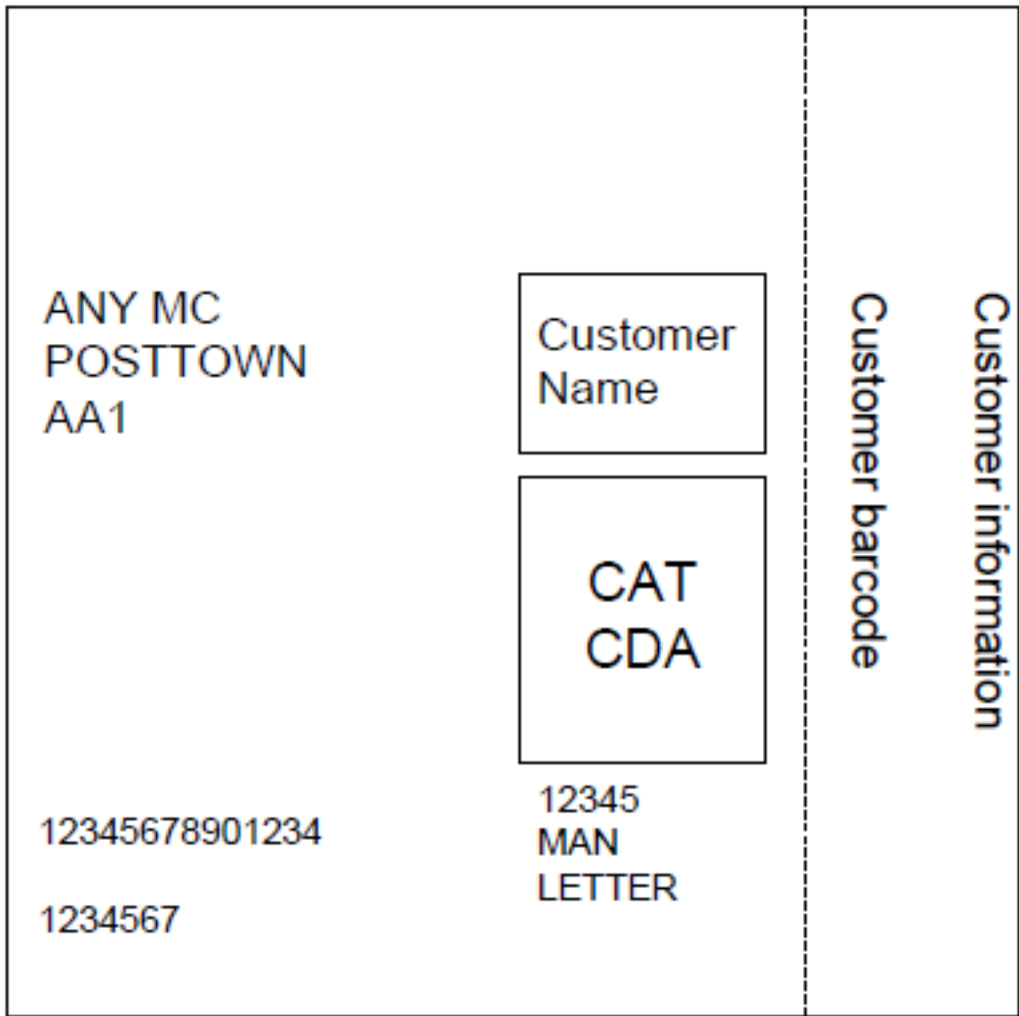 ANY MC
POSTTOWN
AA1
Customer
Name
CAT
CDA
12345678901234
1234567
12345
MAN
LETTER
Customer barcode
Customer information